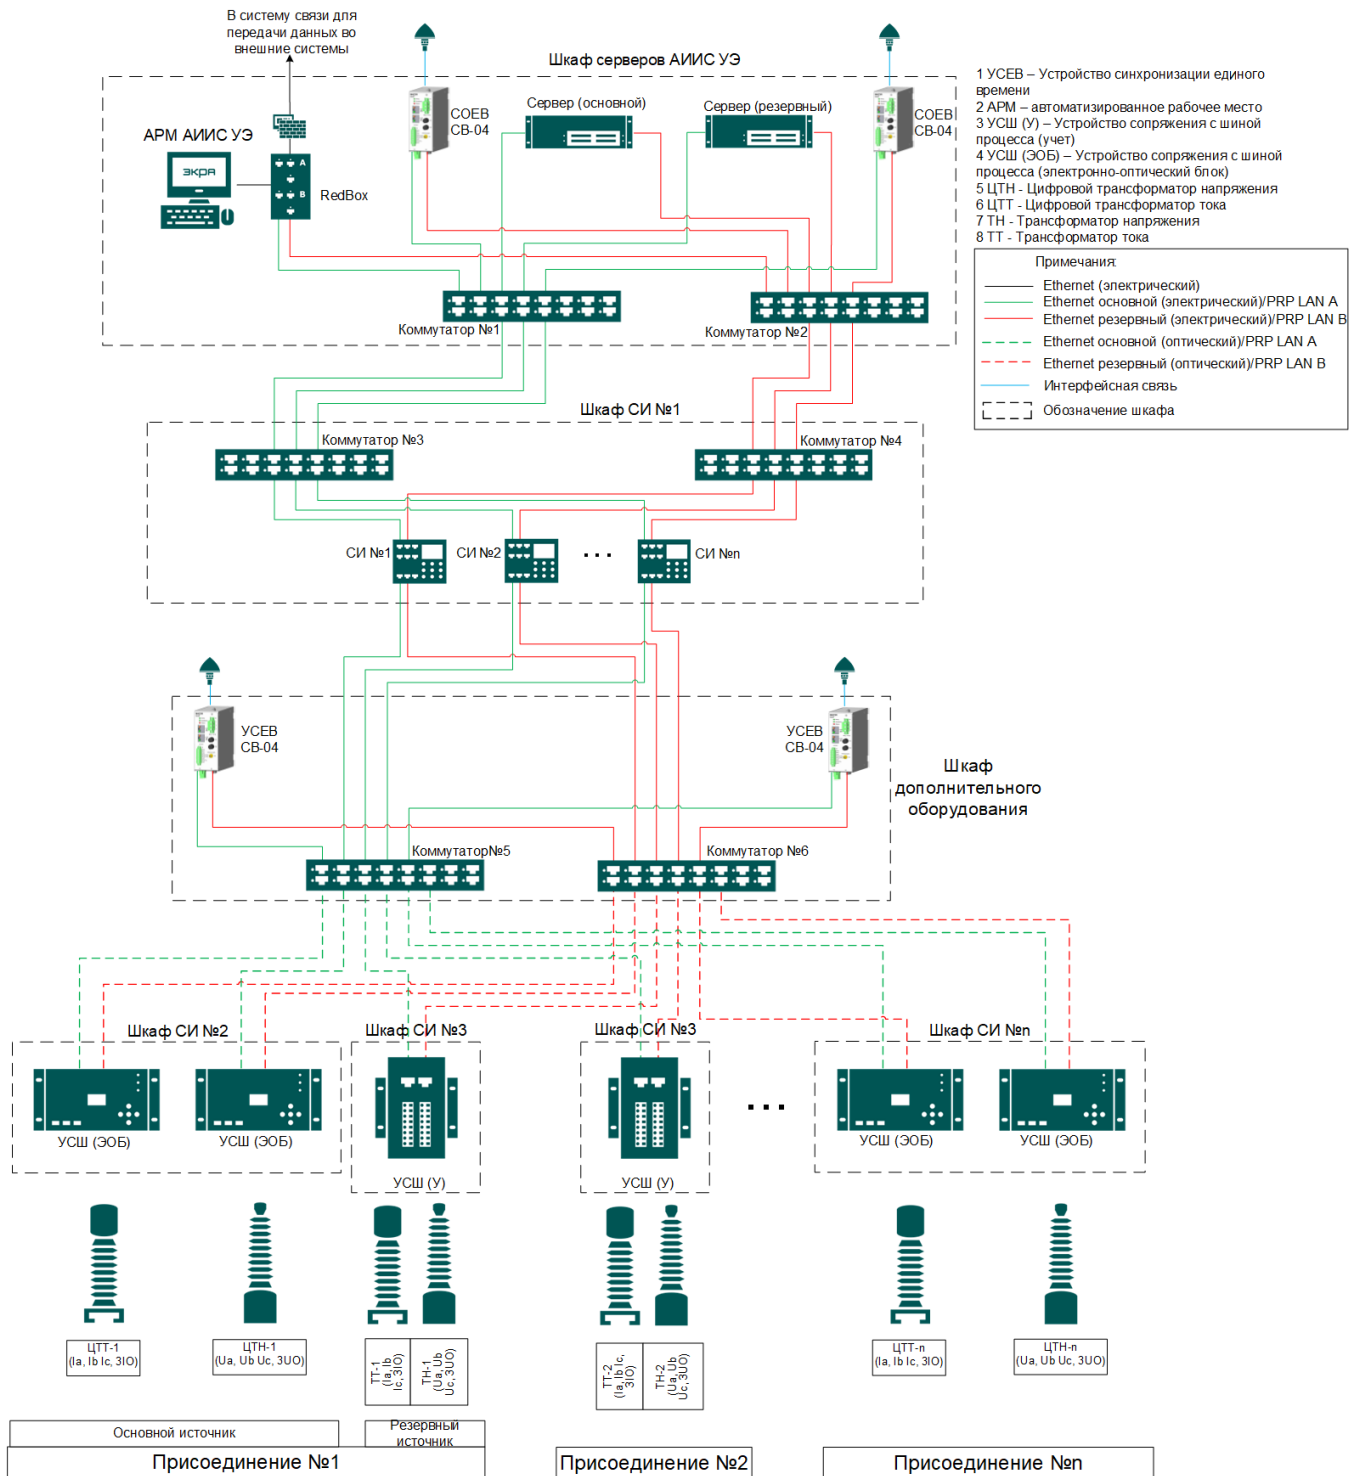 В систему связи для
передачи данных во
внешние системы
Шкаф серверов АИИС УЭ
АРМ АИИС УЭ
ЭКРА
A
B
RedBox
СОЕВ
СВ-04
Сервер (основной)
Сервер (резервный)
СОЕВ
СВ-04
Коммутатор №1
Коммутатор №2
1 УСЕВ – Устройство синхронизации единого
времени
2 АРМ – автоматизированное рабочее место
3 УСШ (У) – Устройство сопряжения с шиной
процесса (учет)
4 УСШ (ЭОБ) – Устройство сопряжения с шиной
процесса (электронно-оптический блок)
5 ЦТН - Цифровой трансформатор напряжения
6 ЦТТ - Цифровой трансформатор тока
7 ТН - Трансформатор напряжения
8 ТТ - Трансформатор тока
Примечания:
Ethernet (электрический)
Ethernet основной (электрический)/PRP LAN A
Ethernet резервный (электрический)/PRP LAN B
Ethernet основной (оптический)/PRP LAN A
Ethernet резервный (оптический)/PRP LAN B
Интерфейсная связь
Обозначение шкафа
Шкаф СИ №1
Коммутатор №3
Коммутатор №4
СИ №1
СИ №2
...
СИ №n
УСЕВ
СВ-04
УСЕВ
СВ-04
Шкаф
дополнительного
оборудования
Коммутатор№5
Коммутатор №6
Шкаф СИ №2
Шкаф СИ №3
Шкаф СИ №3
Шкаф СИ №n
УСШ (ЭОБ)
УСШ (ЭОБ)
УСШ (У)
УСШ (У)
...
УСШ (ЭОБ)
УСШ (ЭОБ)
ЦТТ-1
(Ia, Ib Ic, 3IO)
ЦТН-1
(Ua, Ub Uc, 3UO)
ТТ-1
(Ia, Ib
Ic, 3IO)
ТН-1
(Ua, Ub
Uc, 3UO)
ТТ-2
(Ia, Ib Ic,
3IO)
ТН-2
(Ua, Ub
Uc, 3UO)
ЦТТ-n
(Ia, Ib Ic, 3IO)
ЦТН-n
(Ua, Ub Uc, 3UO)
Основной источник
Резервный
источник
Присоединение №1
Присоединение №2
Присоединение №n